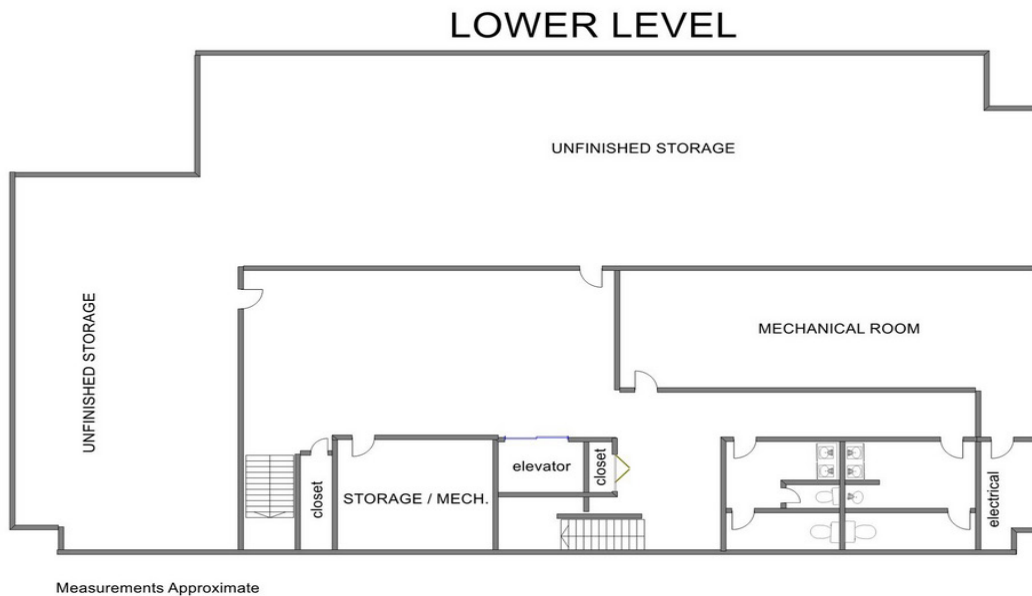 LOWER LEVEL
UNFINISHED STORAGE
UNFINISHED STORAGE
MECHANICAL ROOM
elevator
closet
closet
STORAGE / MECH.
electrical
Measurements Approximate